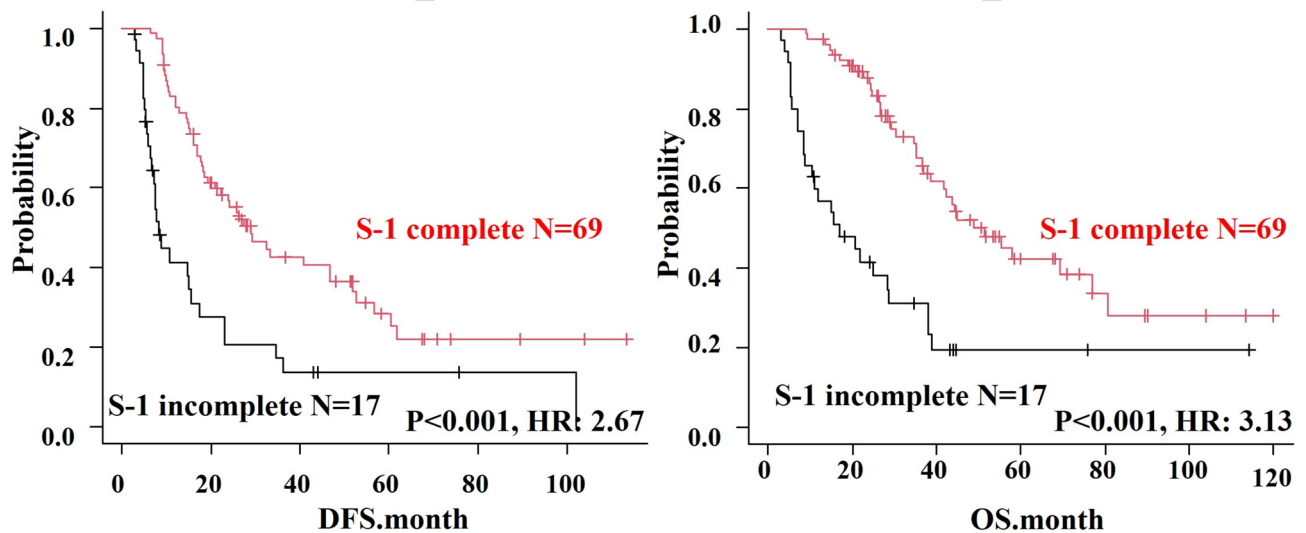 1.0
0.8
0.6
0.4
0.2
0.0
Probability
S-1 complete N=69
S-1 incomplete N=17
P<0.001, HR: 2.67
0 20 40 60 80 100
DFS.month
1.0
0.8
0.6
0.4
0.2
0.0
Probability
S-1 complete N=69
S-1 incomplete N=17
P<0.001, HR: 3.13
0 20 40 60 80 100 120
OS.month